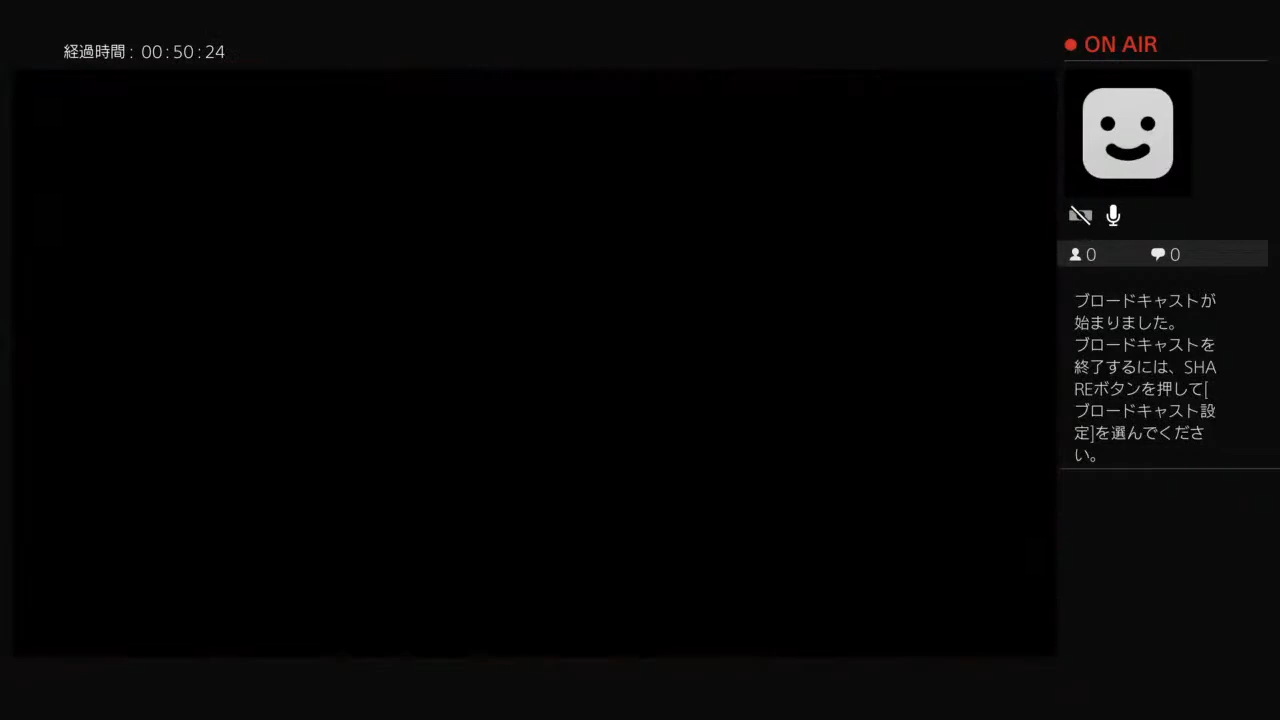 経過時間 : 00:50:24
ON AIR
0 0
ブロードキャストが
始まりました。
ブロードキャストを
終了するには、SHA
REボタンを押して[
ブロードキャスト設
定]を選んでくださ
い。